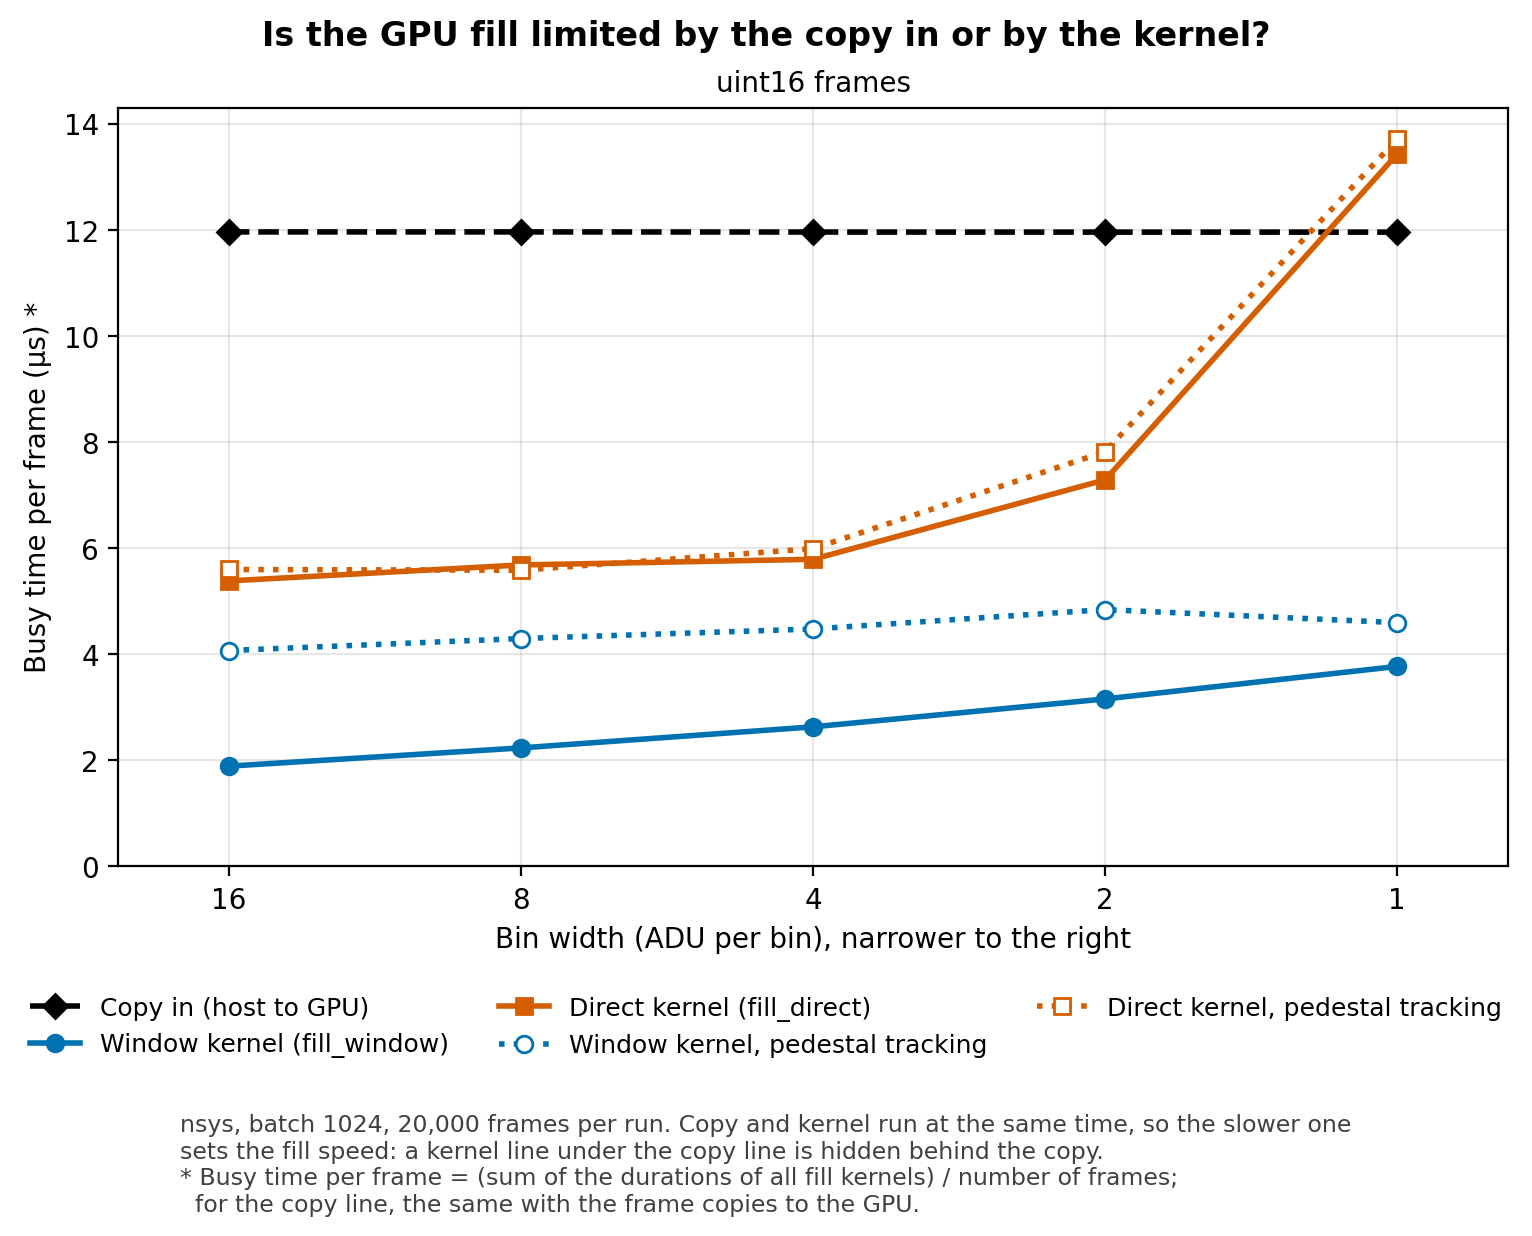 Is the GPU fill limited by the copy in or by the kernel?
uint16 frames
Busy time per frame (µs) *
14
12
10
8
6
4
2
0
16
8
4
2
1
Bin width (ADU per bin), narrower to the right
Copy in (host to GPU)
Direct kernel (fill_direct)
Direct kernel, pedestal tracking
Window kernel (fill_window)
Window kernel, pedestal tracking
nsys, batch 1024, 20,000 frames per run. Copy and kernel run at the same time, so the slower one
sets the fill speed: a kernel line under the copy line is hidden behind the copy.
* Busy time per frame = (sum of the durations of all fill kernels) / number of frames;
for the copy line, the same with the frame copies to the GPU.